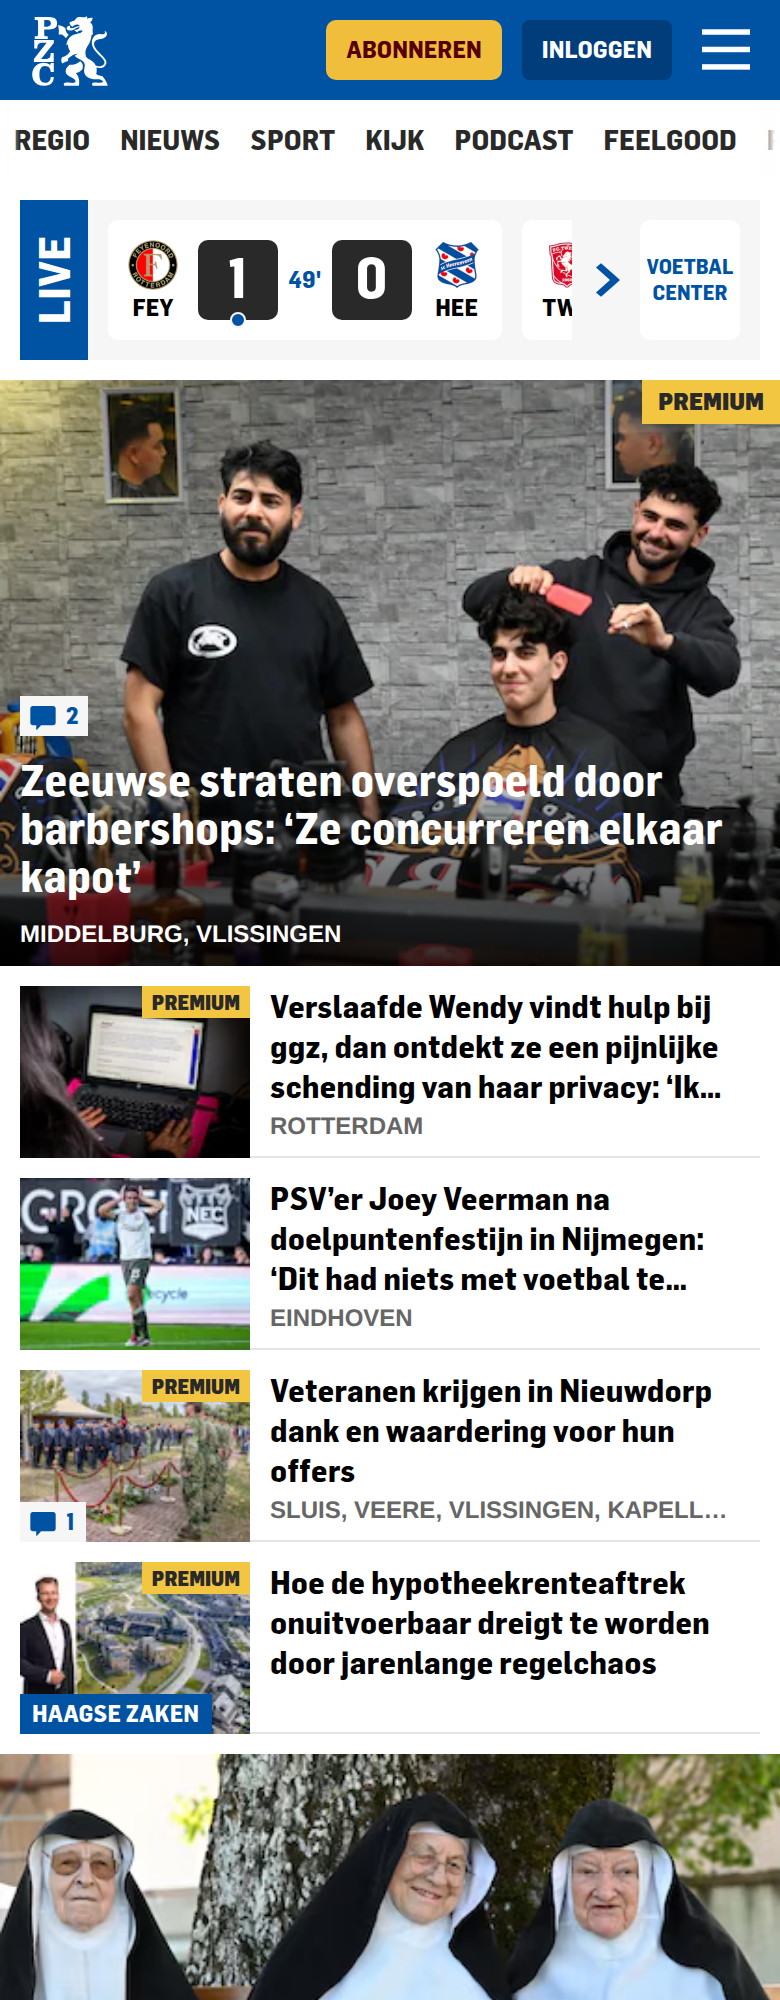 PZC
ABONNEREN
INLOGGEN
REGIO NIEUWS SPORT KIJK PODCAST FEELGOOD
LIVE
FEY
1
49'
0
HEE
TW
VOETBAL
CENTER
PREMIUM
2
Zeeuwse straten overspoeld door
barbershops: ‘Ze concurreren elkaar
kapot’
MIDDELBURG, VLISSINGEN
PREMIUM
Verslaafde Wendy vindt hulp bij
ggz, dan ontdekt ze een pijnlijke
schending van haar privacy: ‘Ik...
ROTTERDAM
NEC
PSV’er Joey Veerman na
doelpuntenfestijn in Nijmegen:
‘Dit had niets met voetbal te...
EINDHOVEN
PREMIUM
1
Veteranen krijgen in Nieuwdorp
dank en waardering voor hun
offers
SLUIS, VEERE, VLISSINGEN, KAPELL...
PREMIUM
HAAGSE ZAKEN
Hoe de hypotheekrenteaftrek
onuitvoerbaar dreigt te worden
door jarenlange regelchaos